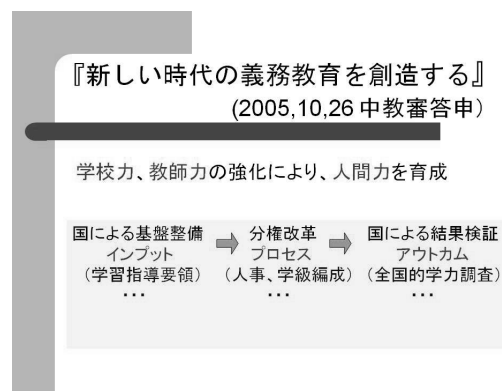 『新しい時代の義務教育を創造する』
(2005,10,26 中教審答申)
学校力、教師力の強化により、人間力を育成
国による基盤整備 ⇒ 分権改革 ⇒ 国による結果検証
インプット プロセス アウトカム
(学習指導要領) (人事、学級編成) (全国的学力調査)
… … …